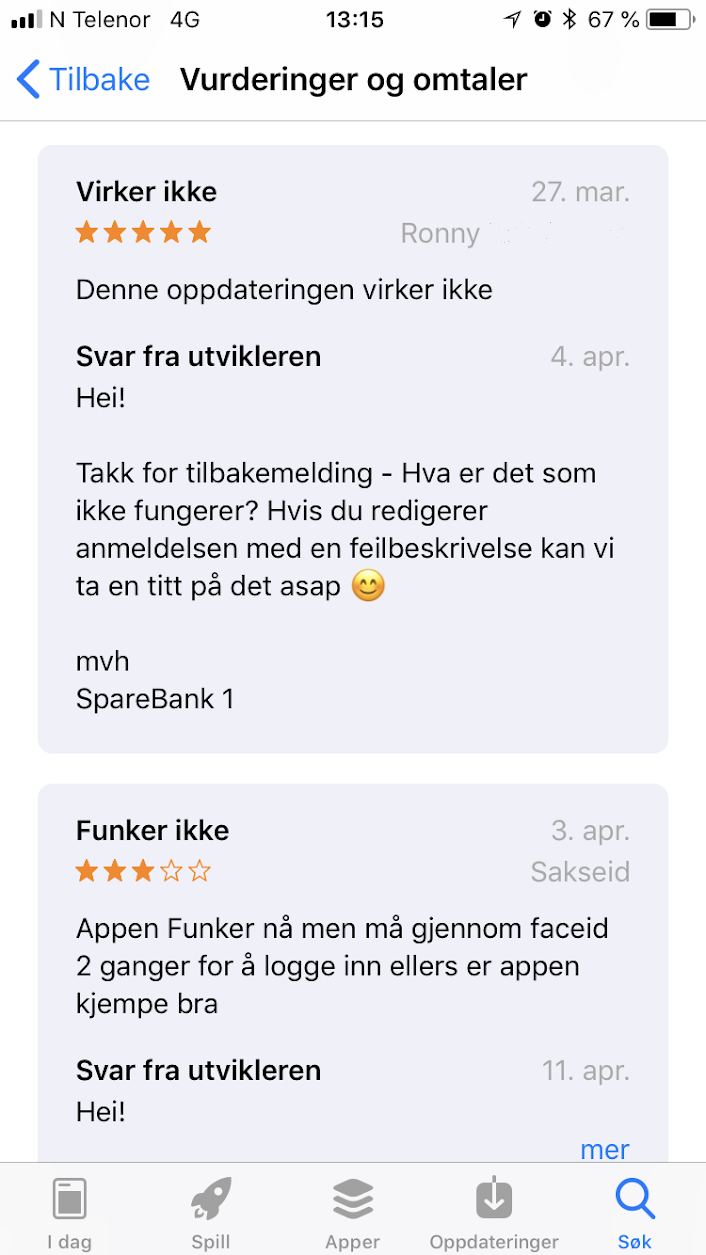 N Telenor 4G 13:15 67 %
Tilbake Vurderinger og omtaler
Virker ikke 27. mar.
Ronny
Denne oppdateringen virker ikke
Svar fra utvikleren 4. apr.
Hei!
Takk for tilbakemelding - Hva er det som
ikke fungerer? Hvis du redigerer
anmeldelsen med en feilbeskrivelse kan vi
ta en titt på det asap 😊
mvh
SpareBank 1
Funker ikke 3. apr.
Sakseid
Appen Funker nå men må gjennom faceid
2 ganger for å logge inn ellers er appen
kjempe bra
Svar fra utvikleren 11. apr.
Hei!
mer
I dag Spill Apper Oppdateringer Søk